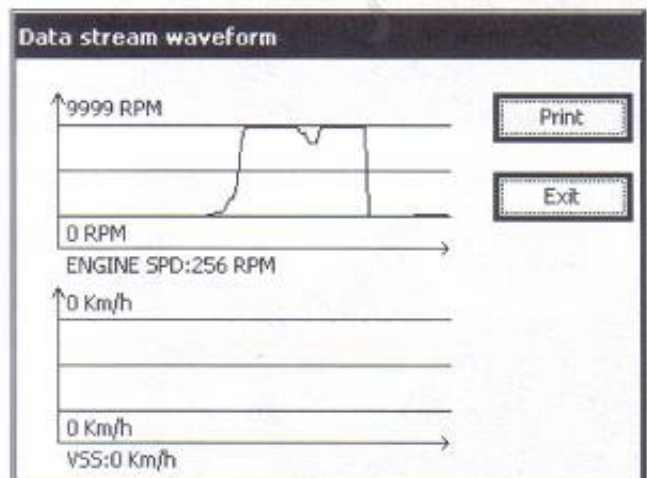 Data stream waveform
9999 RPM
Print
Exit
0 RPM
ENGINE SPD:256 RPM
0 Km/h
0 Km/h
VSS:0 Km/h